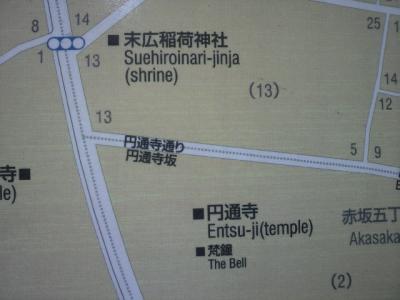 8
14
25
■末広稲荷神社
1
13
Suehiroinari-jinja
(shrine)
(13)
14
12
13
円通寺通り
円通寺坂
5
9
寺■
le)
■円通寺
Entsu-ji(temple)
赤坂五丁
Akasaka
■梵鐘
The Bell
(2)